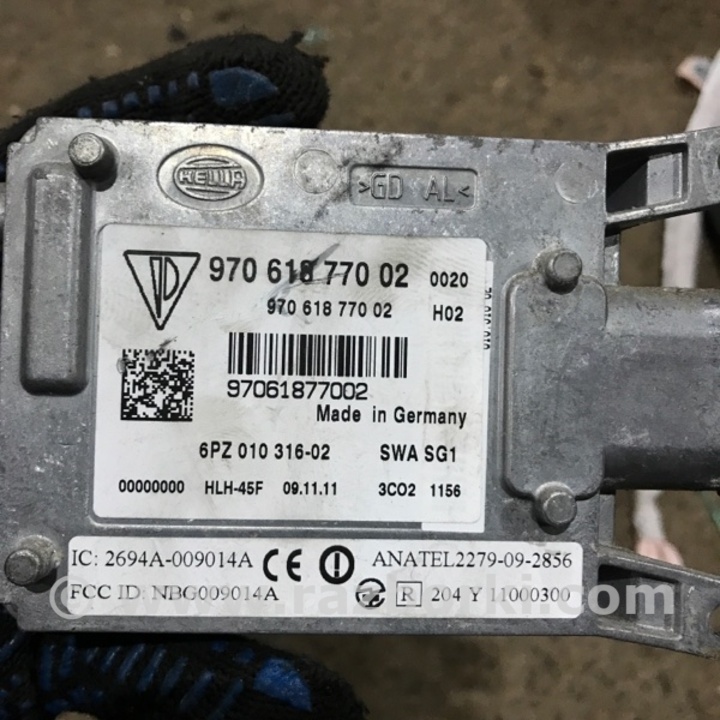 HELLA
>GD AL<
970 618 770 02 0020
970 618 770 02 H02
97061877002
Made in Germany
6PZ 010 316-02 SWA SG1
00000000 HLH-45F 09.11.11 3CO2 1156
IC: 2694A-009014A CE ANATEL2279-09-2856
FCC ID: NBG009014A R 204 Y 11000300